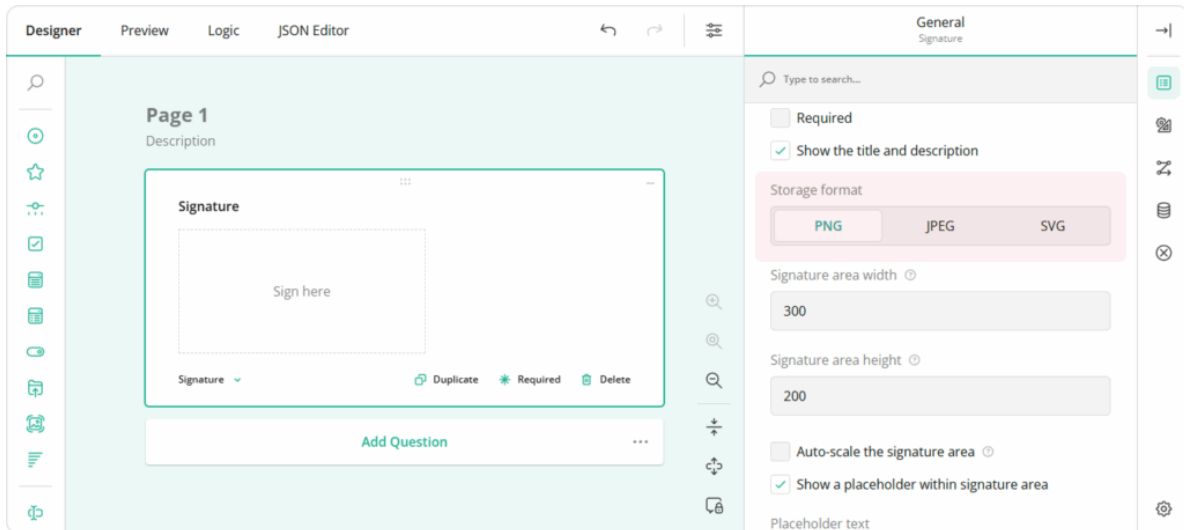 Designer Preview Logic JSON Editor
General
Signature
Type to search...
Page 1
Description
Signature
Sign here
Signature Duplicate Required Delete
Add Question
Required
Show the title and description
Storage format
PNG JPEG SVG
Signature area width
300
Signature area height
200
Auto-scale the signature area
Show a placeholder within signature area
Placeholder text